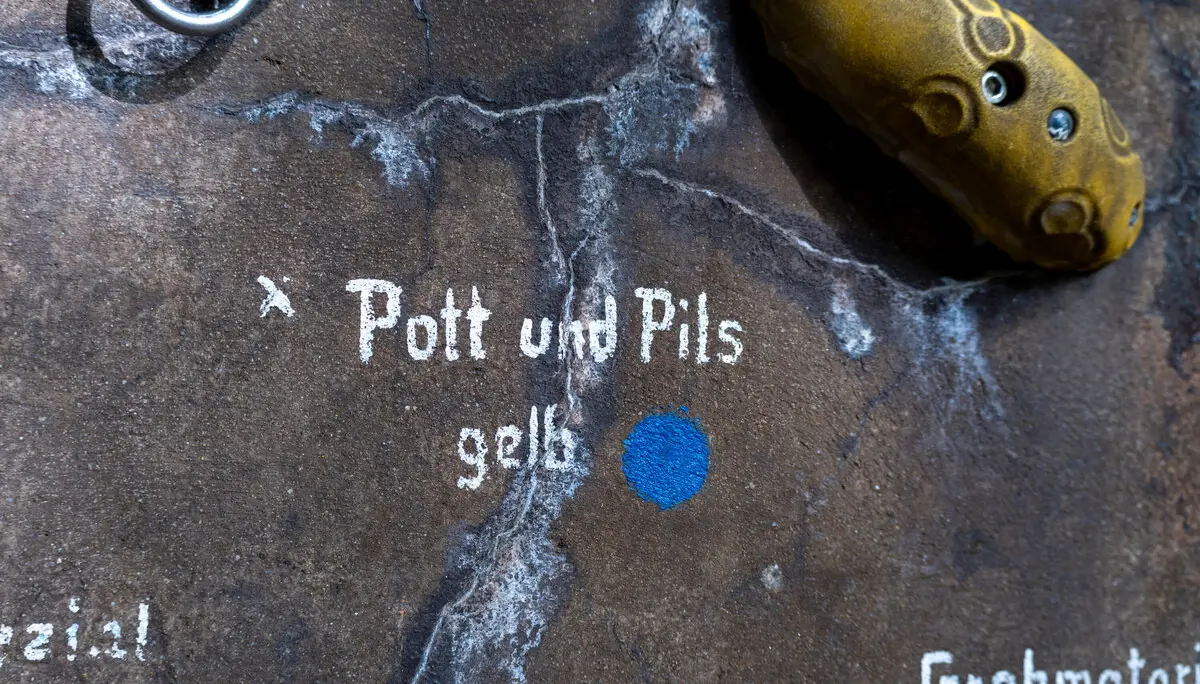 x Pott und Pils
gelb